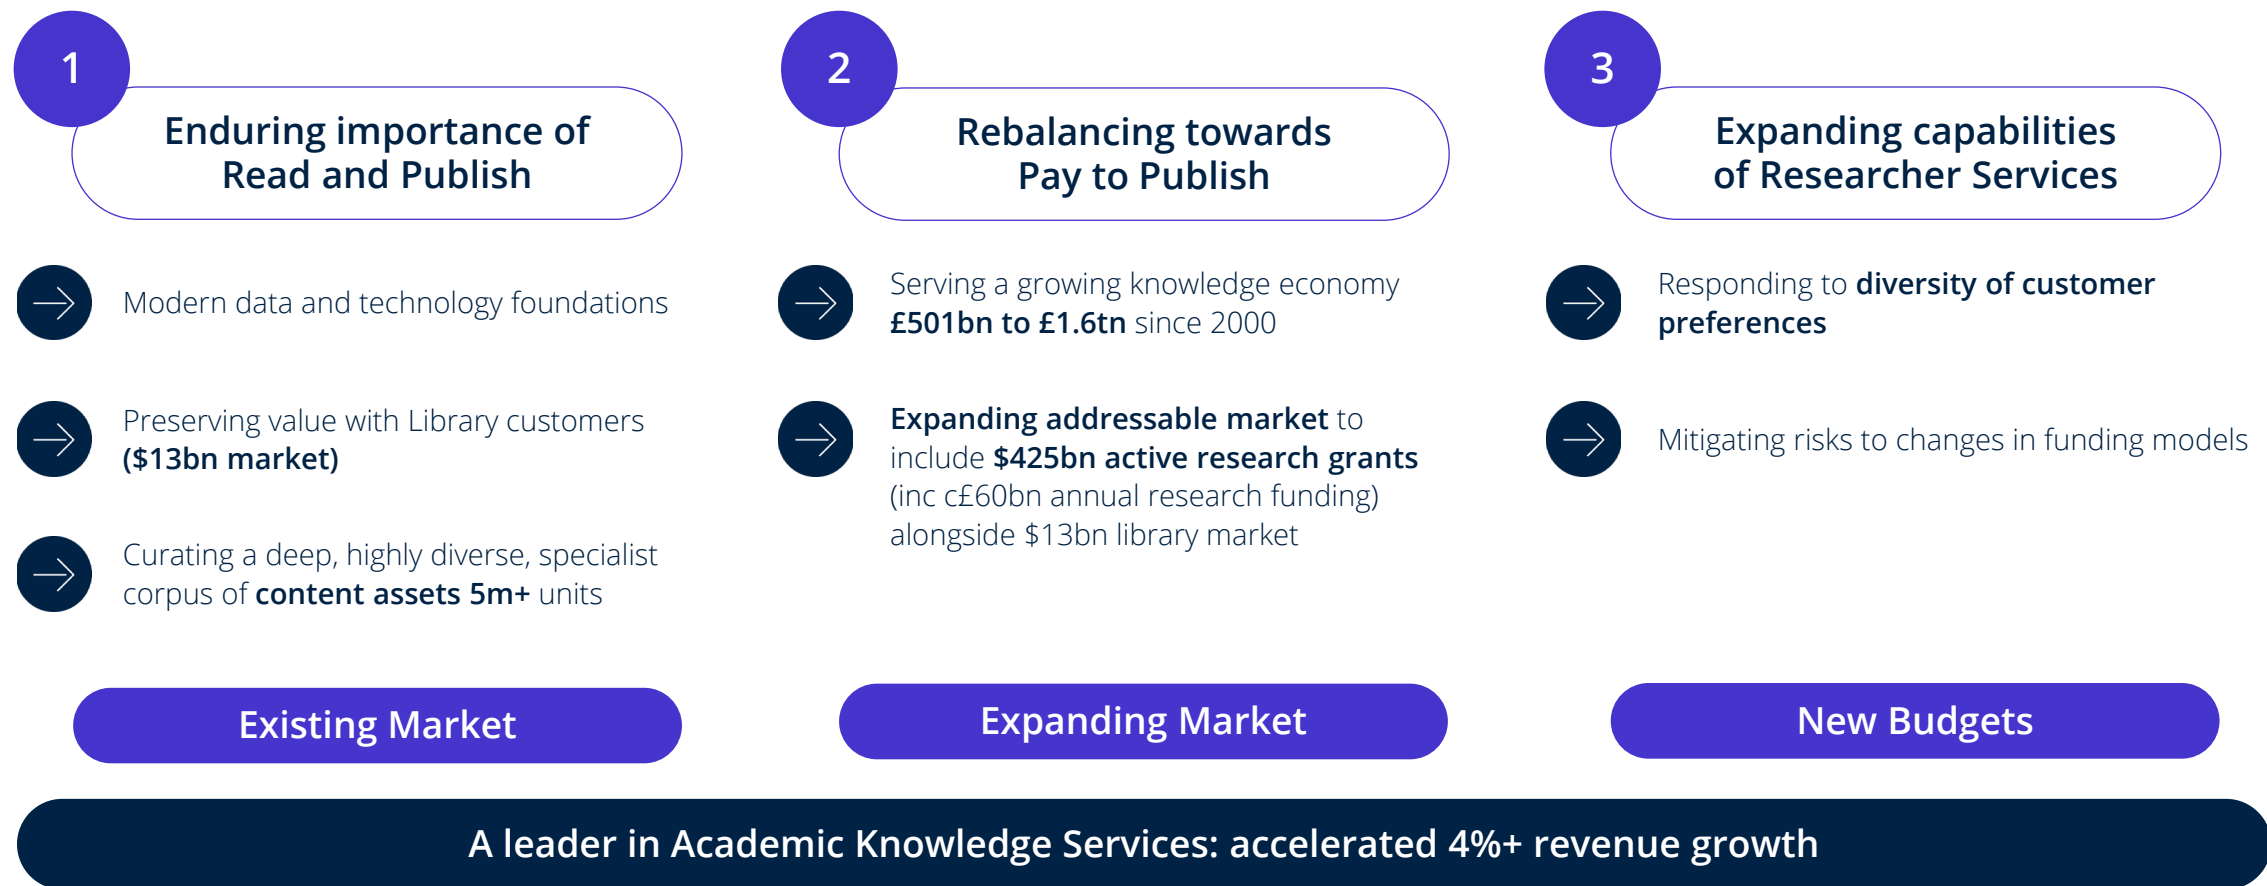 1
Enduring importance of
Read and Publish
Modern data and technology foundations
Preserving value with Library customers
($13bn market)
Curating a deep, highly diverse, specialist
corpus of content assets 5m+ units
Existing Market
2
Rebalancing towards
Pay to Publish
Serving a growing knowledge economy
£501bn to £1.6tn since 2000
Expanding addressable market to
include $425bn active research grants
(inc c£60bn annual research funding)
alongside $13bn library market
Expanding Market
3
Expanding capabilities
of Researcher Services
Responding to diversity of customer
preferences
Mitigating risks to changes in funding models
New Budgets
A leader in Academic Knowledge Services: accelerated 4%+ revenue growth